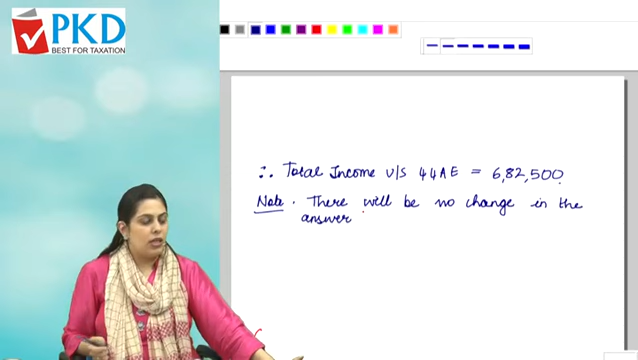 PKD
BEST FOR TAXATION
∴ Total Income U/S 44AE = 6,82,500
Note. There will be no change in the
answer